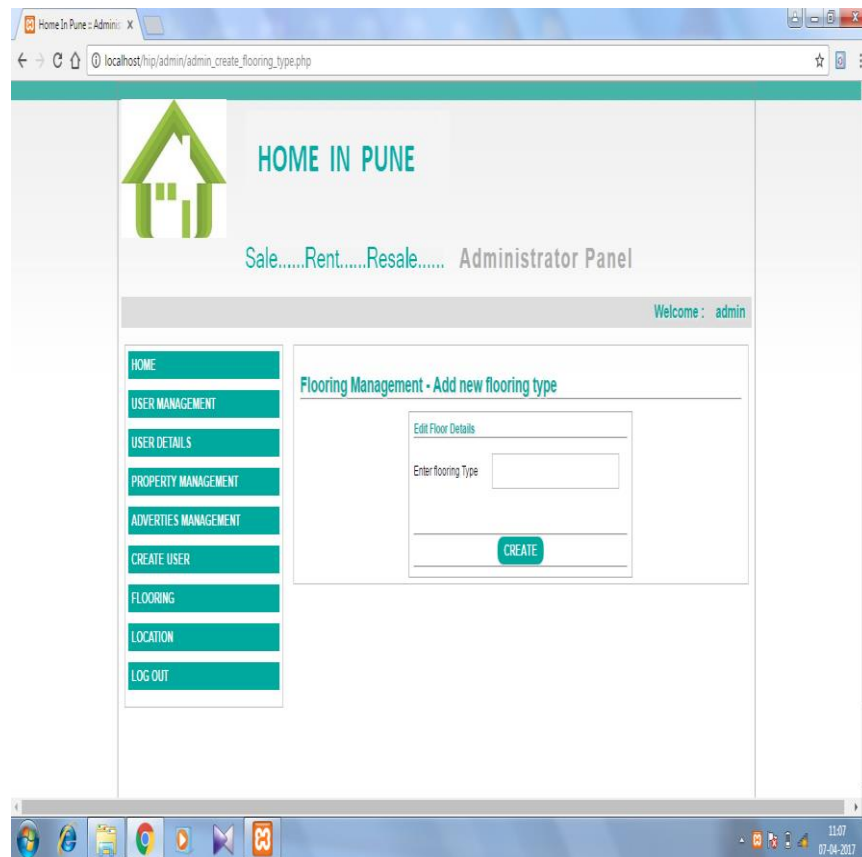 Home In Pune :: Adminis
localhost/hip/admin/admin_create_flooring_type.php
HOME IN PUNE
Sale......Rent......Resale...... Administrator Panel
Welcome : admin
HOME
USER MANAGEMENT
USER DETAILS
PROPERTY MANAGEMENT
ADVERTIES MANAGEMENT
CREATE USER
FLOORING
LOCATION
LOG OUT
Flooring Management - Add new flooring type
Edit Floor Details
Enter flooring Type
CREATE
11:07
07-04-2017